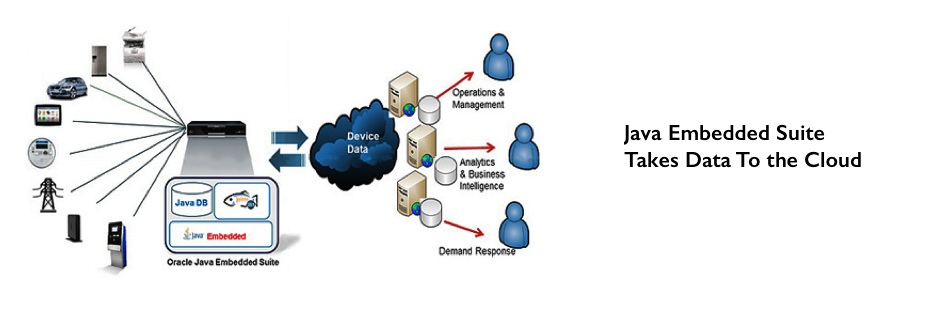 Device
Data
Operations &
Management
Analytics
& Business
Intelligence
Demand Response
Java DB
Java Embedded
Oracle Java Embedded Suite
Java Embedded Suite
Takes Data To the Cloud